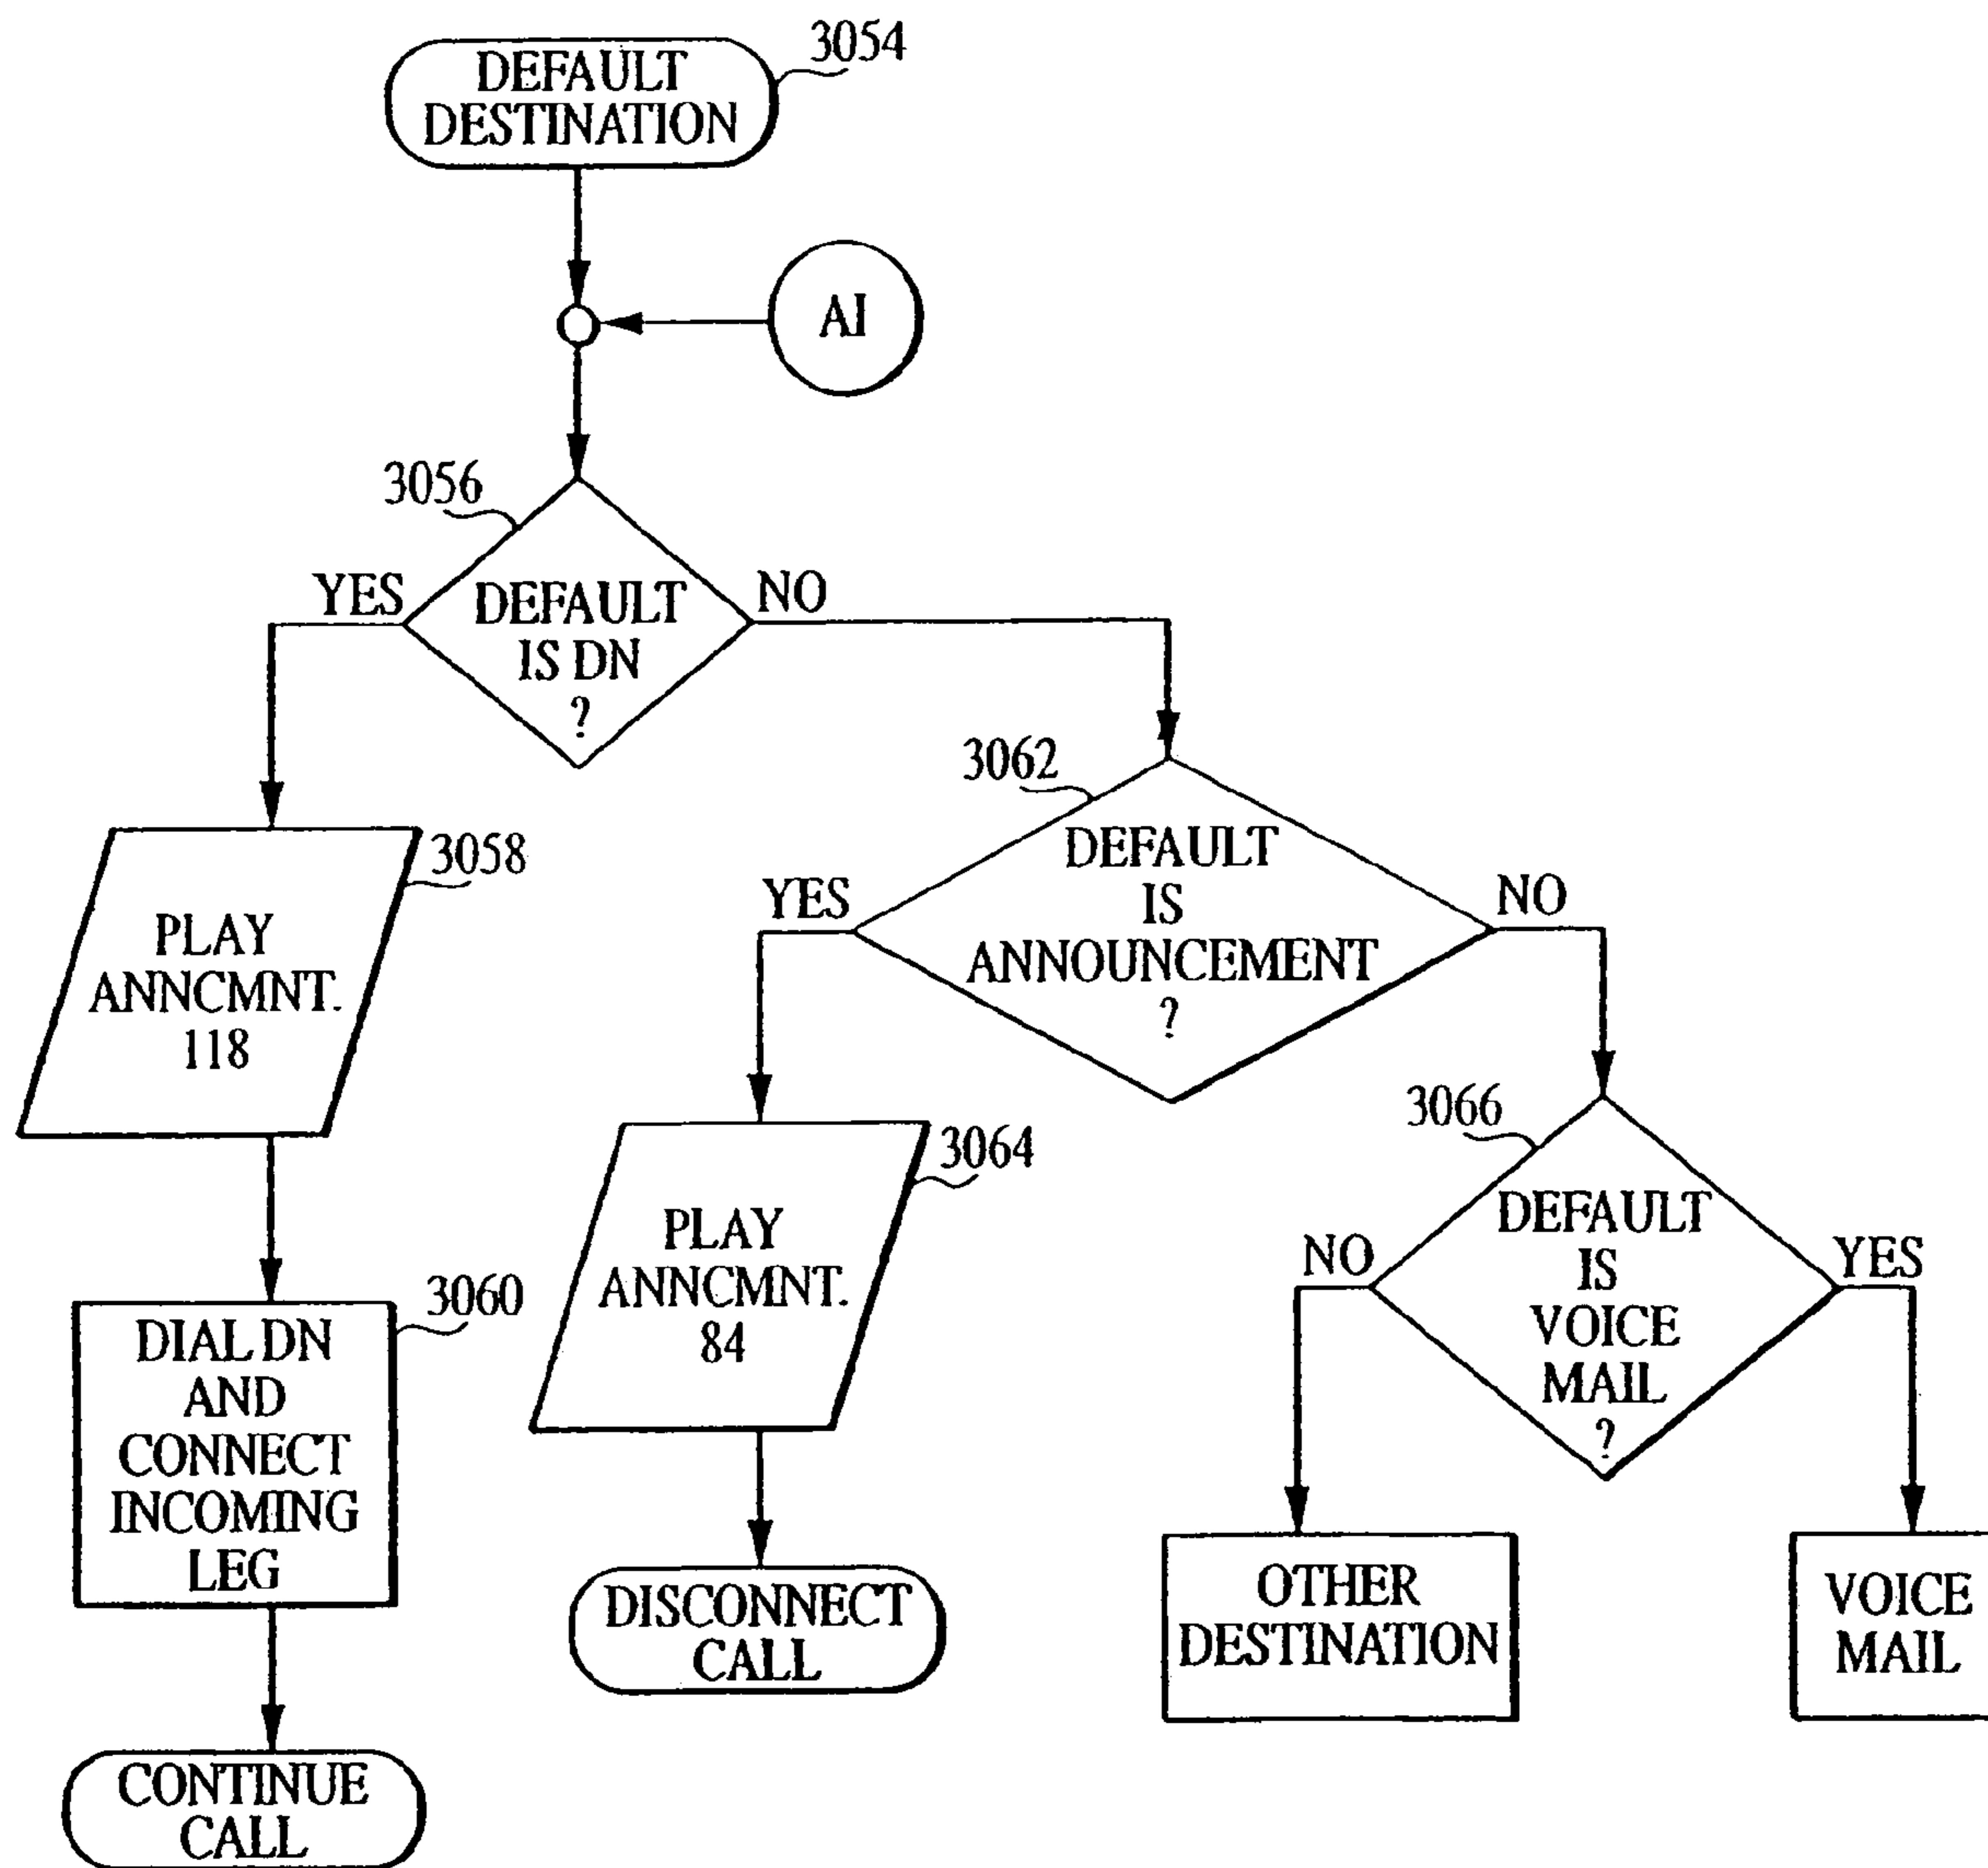 3054
DEFAULT
DESTINATION
AI
3056
YES
NO
DEFAULT
IS DN
?
3062
DEFAULT
IS
ANNOUNCEMENT
?
YES
NO
3058
PLAY
ANNCMNT.
118
3066
DEFAULT
IS
VOICE
MAIL
?
NO
YES
3064
PLAY
ANNCMNT.
84
3060
DIAL DN
AND
CONNECT
INCOMING
LEG
DISCONNECT
CALL
OTHER
DESTINATION
VOICE
MAIL
CONTINUE
CALL